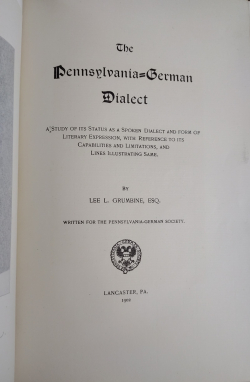 The
Pennsylvania=German
Dialect
A STUDY OF ITS STATUS AS A SPOKEN DIALECT AND FORM OF
LITERARY EXPRESSION, WITH REFERENCE TO ITS
CAPABILITIES AND LIMITATIONS, AND
LINES ILLUSTRATING SAME.
BY
LEE L. GRUMBINE, ESQ.
WRITTEN FOR THE PENNSYLVANIA-GERMAN SOCIETY.
LANCASTER, PA.